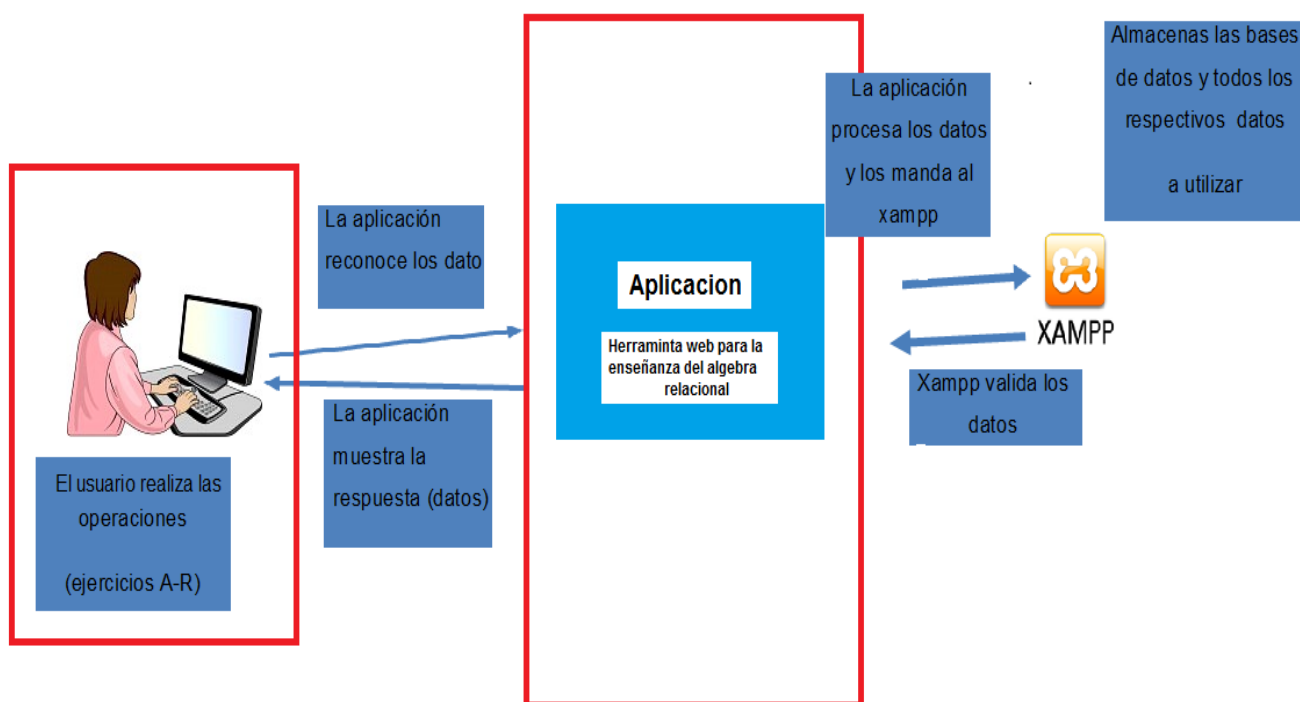 El usuario realiza las
operaciones
(ejercicios A-R)
La aplicación
reconoce los dato
La aplicación
muestra la
respuesta (datos)
Aplicacion
Herraminta web para la
enseñanza del algebra
relacional
La aplicación
procesa los datos
y los manda al
xampp
Almacenas las bases
de datos y todos los
respectivos datos
a utilizar
XAMPP
Xampp valida los
datos